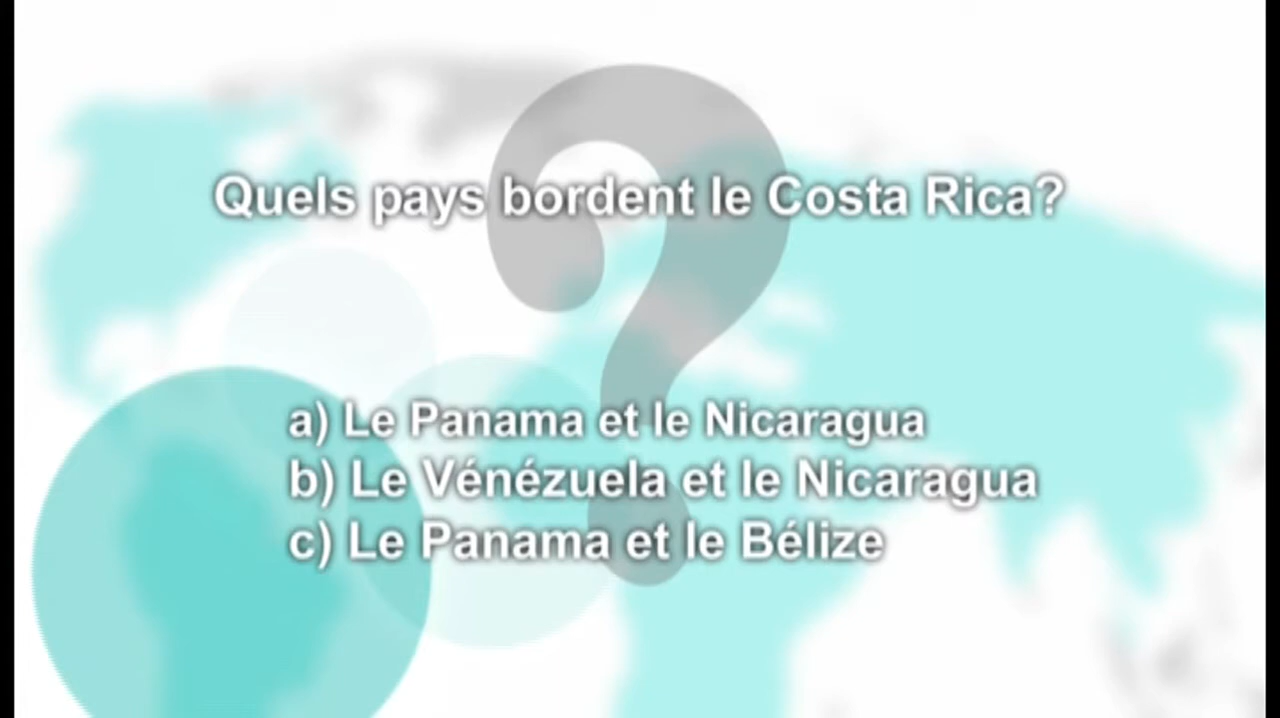 Quels pays bordent le Costa Rica?
a) Le Panama et le Nicaragua
b) Le Vénézuela et le Nicaragua
c) Le Panama et le Bélize